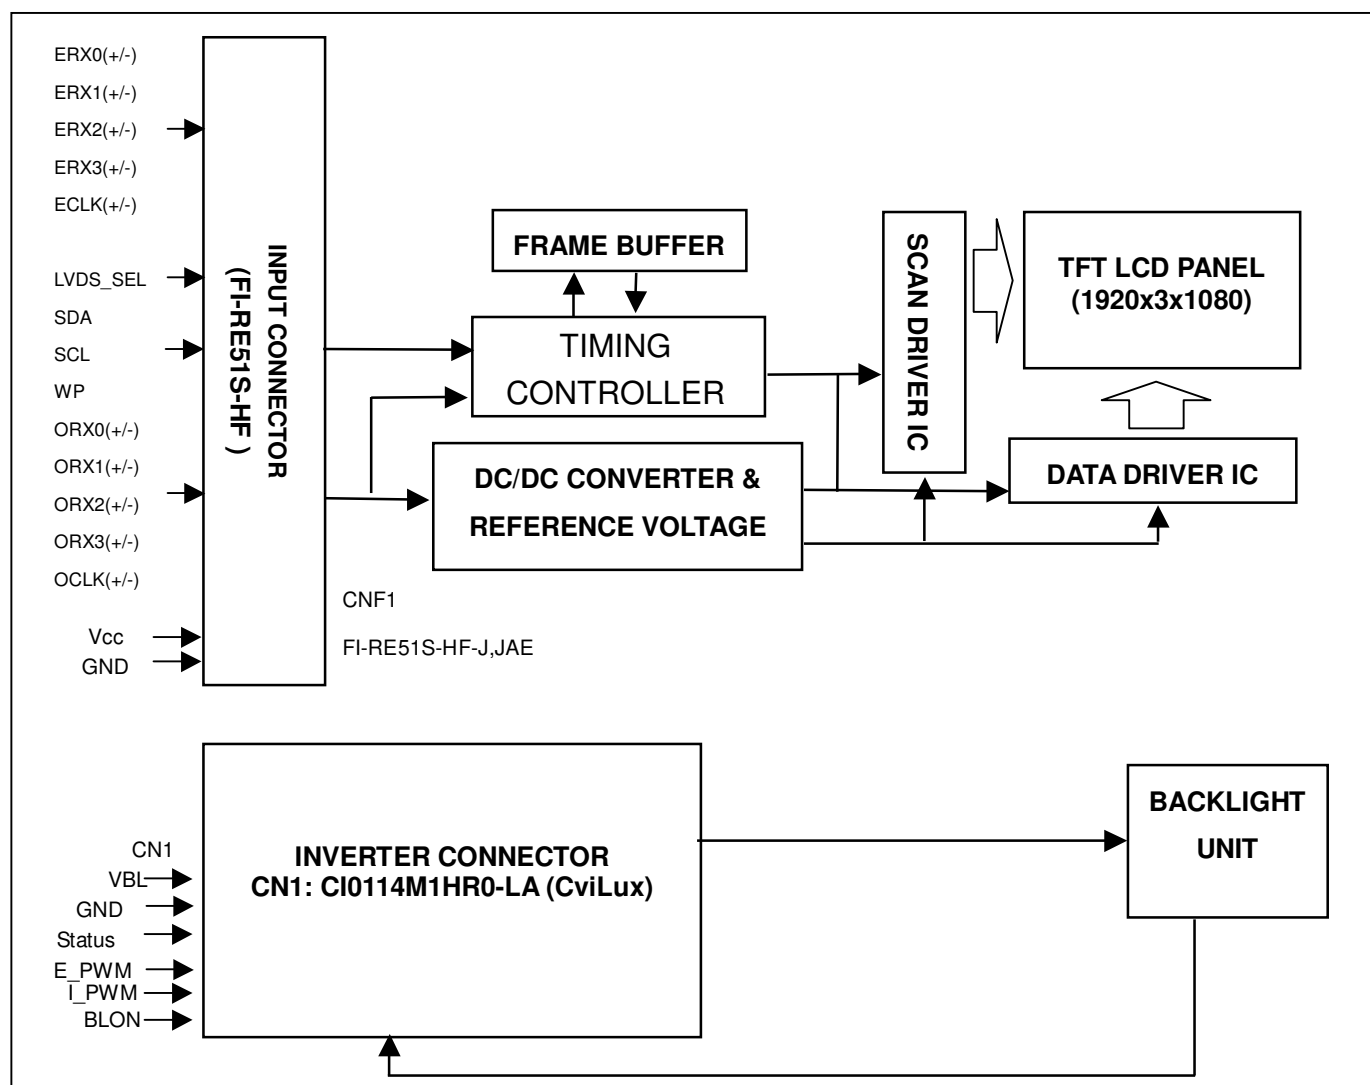 ERX0(+/-)
ERX1(+/-)
ERX2(+/-)
ERX3(+/-)
ECLK(+/-)
LVDS_SEL
SDA
SCL
WP
ORX0(+/-)
ORX1(+/-)
ORX2(+/-)
ORX3(+/-)
OCLK(+/-)
Vcc
GND
INPUT CONNECTOR
(FI-RE51S-HF )
FRAME BUFFER
TIMING
CONTROLLER
DC/DC CONVERTER &
REFERENCE VOLTAGE
SCAN DRIVER IC
TFT LCD PANEL
(1920x3x1080)
DATA DRIVER IC
CNF1
FI-RE51S-HF-J,JAE
CN1
VBL
GND
Status
E_PWM
I_PWM
BLON
INVERTER CONNECTOR
CN1: CI0114M1HR0-LA (CviLux)
BACKLIGHT
UNIT